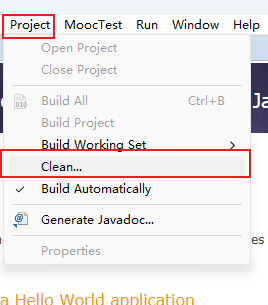 Project MoocTest Run Window Help
Open Project
Close Project
Build All Ctrl+B
Build Project
Build Working Set
Clean...
Build Automatically
Generate Javadoc...
Properties
Ja
es
a Hello World application